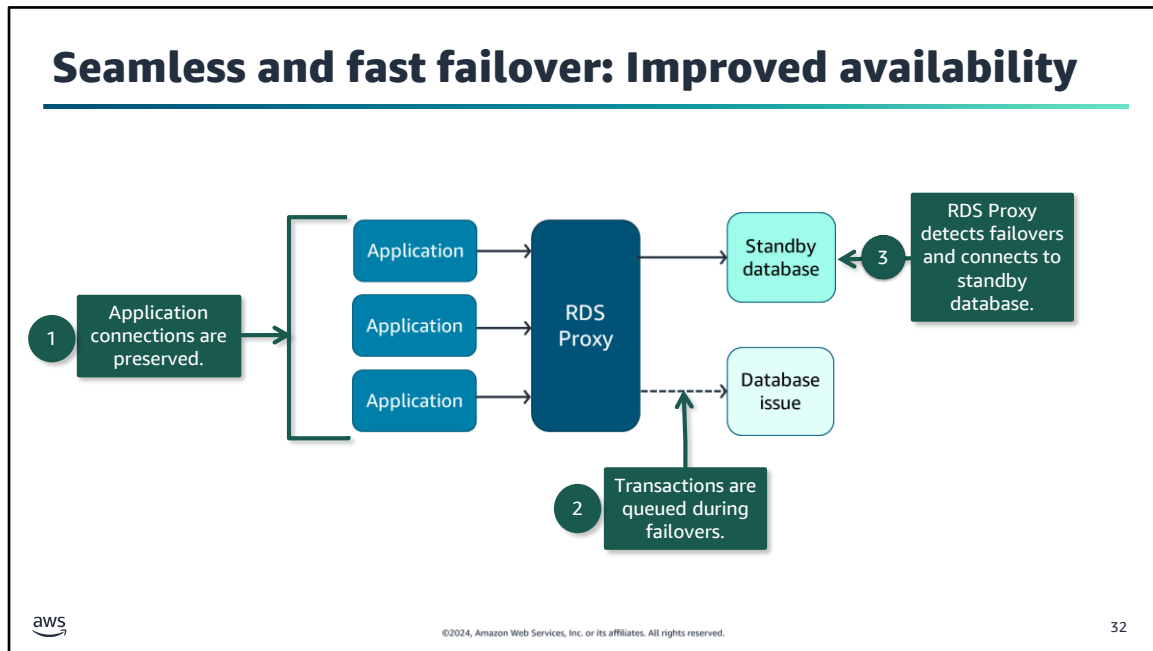 Seamless and fast failover: Improved availability
1
Application
connections are
preserved.
Application
Application
Application
RDS
Proxy
Standby
database
Database
issue
3
RDS Proxy
detects failovers
and connects to
standby
database.
2
Transactions are
queued during
failovers.
aws
©2024, Amazon Web Services, Inc. or its affiliates. All rights reserved.
32